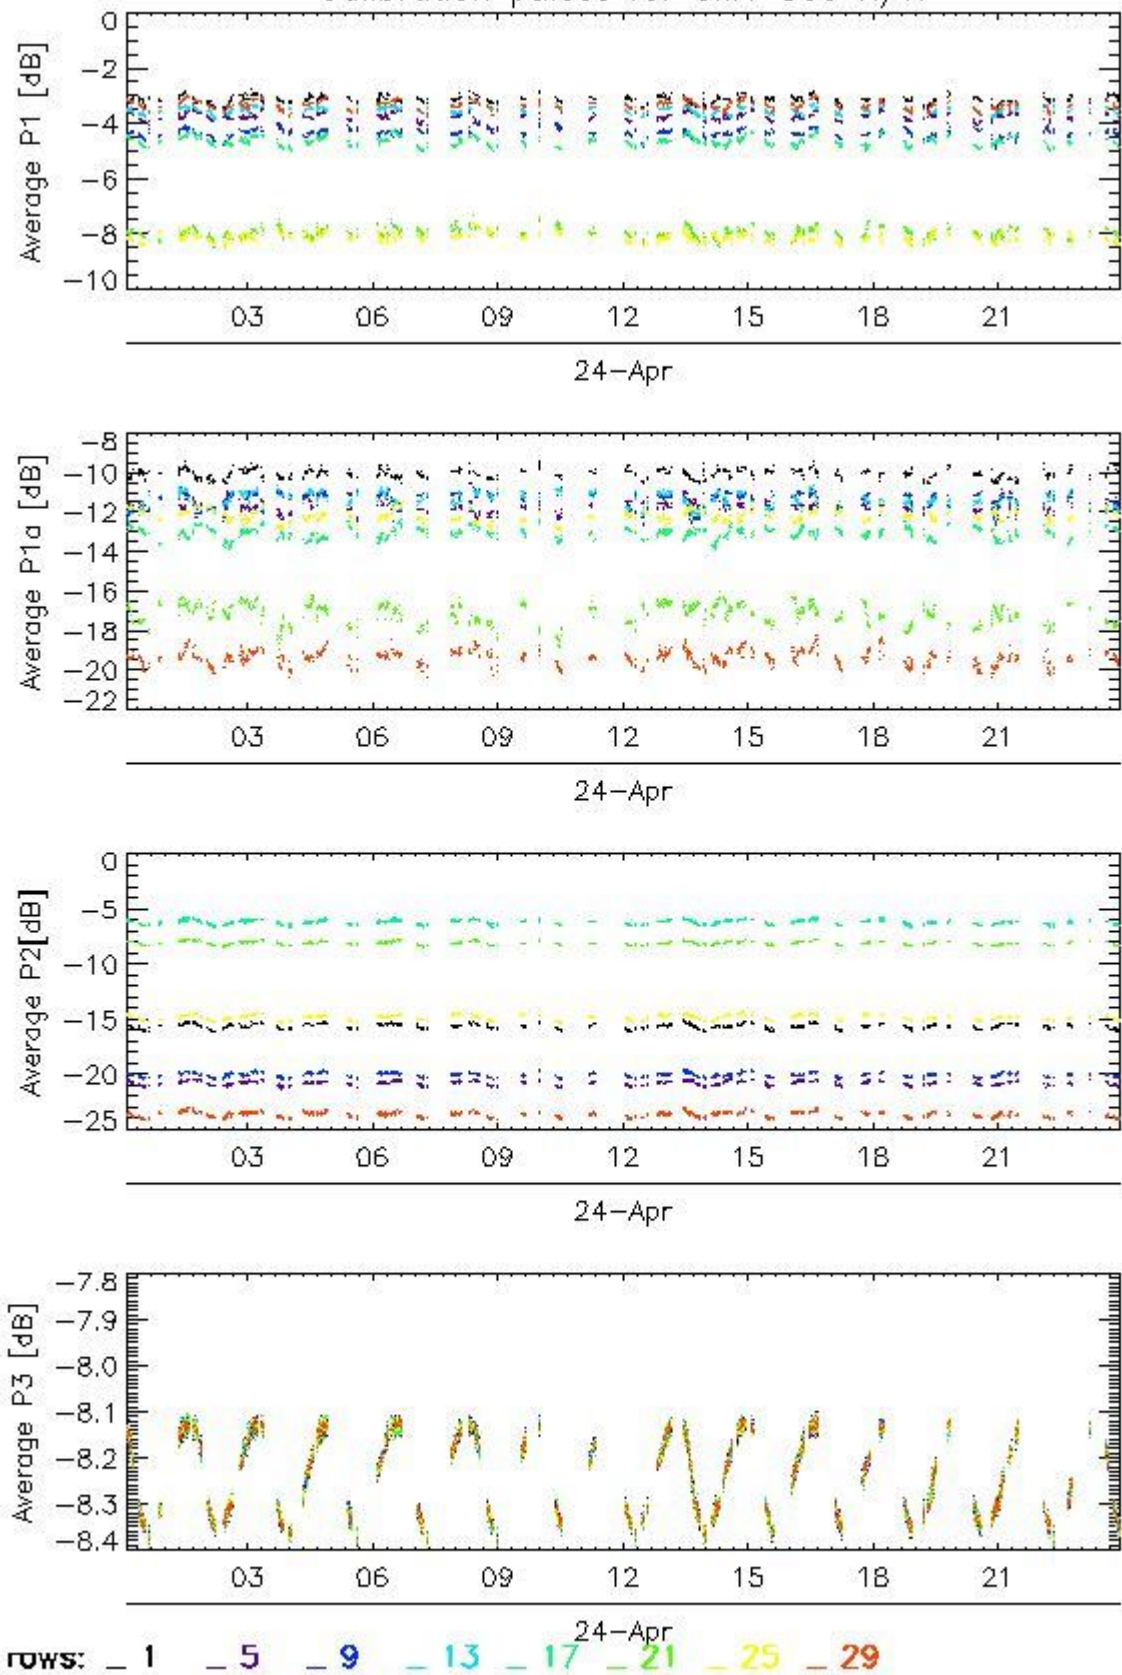 0
−2
−4
−6
−8
−10
Average P1 [dB]
03 06 09 12 15 18 21
24−Apr
−8
−10
−12
−14
−16
−18
−20
−22
Average P1a [dB]
03 06 09 12 15 18 21
24−Apr
0
−5
−10
−15
−20
−25
Average P2[dB]
03 06 09 12 15 18 21
24−Apr
−7.8
−7.9
−8.0
−8.1
−8.2
−8.3
−8.4
Average P3 [dB]
03 06 09 12 15 18 21
24−Apr
rows: _ 1 _ 5 _ 9 _ 13 _ 17 _ 21 _ 25 _ 29